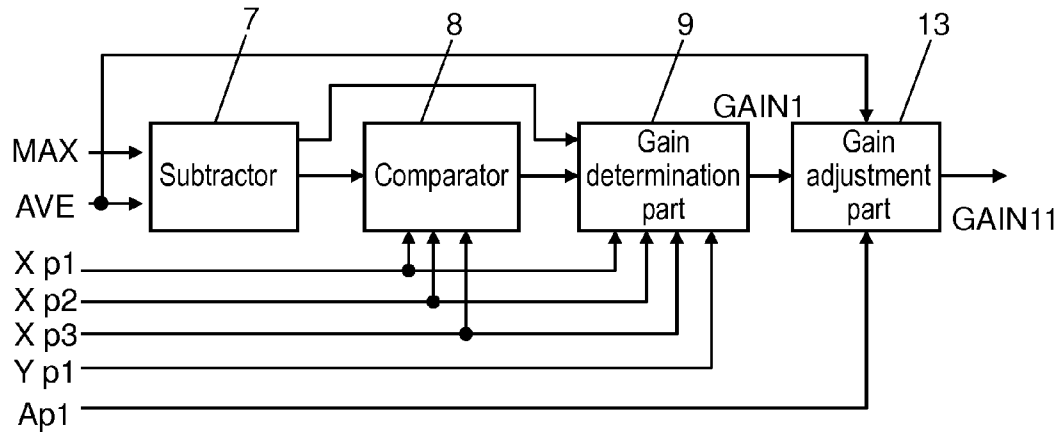 7
8
9
13
GAIN1
MAX
AVE
Subtractor
Comparator
Gain
determination
part
Gain
adjustment
part
GAIN11
X p1
X p2
X p3
Y p1
Ap1